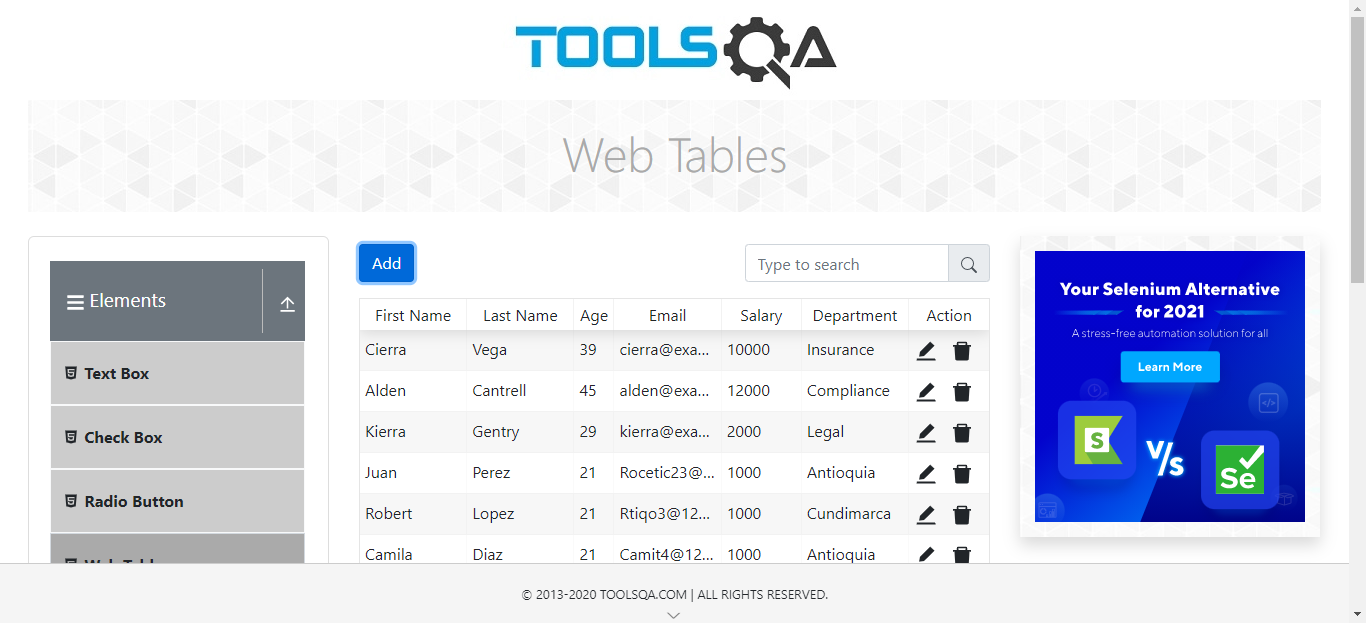 TOOLSQA
Web Tables
Elements
Text Box
Check Box
Radio Button
Add
Type to search
First Name Last Name Age Email Salary Department Action
Cierra Vega 39 cierra@exa... 10000 Insurance
Alden Cantrell 45 alden@exa... 12000 Compliance
Kierra Gentry 29 kierra@exa... 2000 Legal
Juan Perez 21 Rocetic23@... 1000 Antioquia
Robert Lopez 21 Rtiqo3@12... 1000 Cundimarca
Camila Diaz 21 Camit4@12... 1000 Antioquia
Your Selenium Alternative
for 2021
A stress-free automation solution for all
Learn More
S
V/s
Se
© 2013-2020 TOOLSQA.COM | ALL RIGHTS RESERVED.